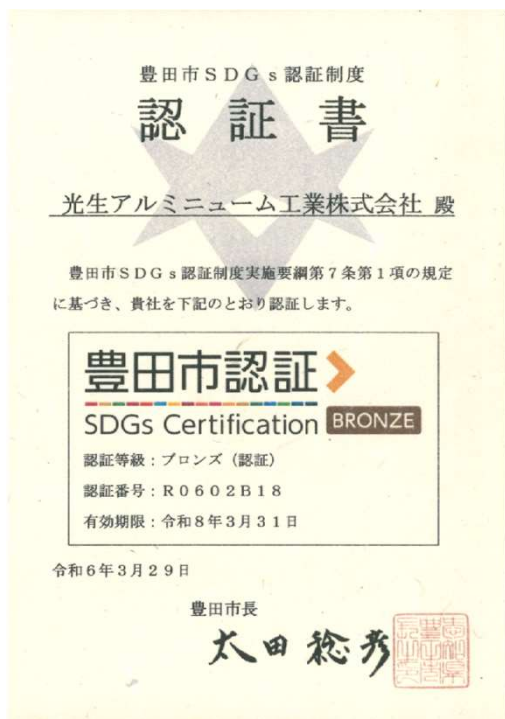 豊田市SDGs認証制度
認証書
光生アルミニューム工業株式会社 殿
豊田市SDGs認証制度実施要綱第7条第1項の規定
に基づき、貴社を下記のとおり認証します。
豊田市認証
SDGs Certification BRONZE
認証等級：ブロンズ（認証）
認証番号：R0602B18
有効期限：令和8年3月31日
令和6年3月29日
豊田市長
太田稔彦